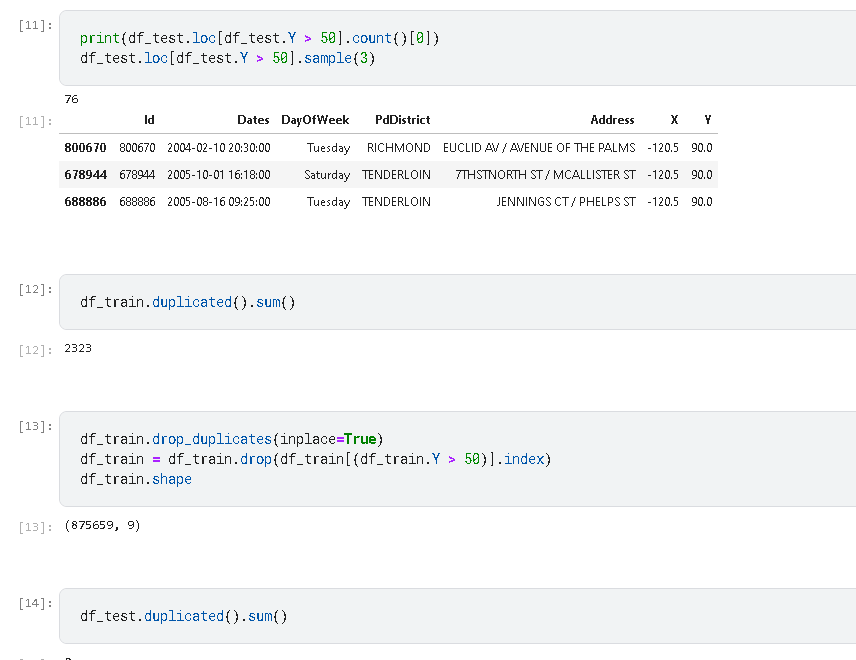 [11]:
print(df_test.loc[df_test.Y > 50].count()[0])
df_test.loc[df_test.Y > 50].sample(3)
76
[11]:
Id Dates DayOfWeek PdDistrict Address X Y
800670 800670 2004-02-10 20:30:00 Tuesday RICHMOND EUCLID AV / AVENUE OF THE PALMS -120.5 90.0
678944 678944 2005-10-01 16:18:00 Saturday TENDERLOIN 7THSTNORTH ST / MCALLISTER ST -120.5 90.0
688886 688886 2005-08-16 09:25:00 Tuesday TENDERLOIN JENNINGS CT / PHELPS ST -120.5 90.0
[12]:
df_train.duplicated().sum()
[12]:
2323
[13]:
df_train.drop_duplicates(inplace=True)
df_train = df_train.drop(df_train[(df_train.Y > 50)].index)
df_train.shape
[13]:
(875659, 9)
[14]:
df_test.duplicated().sum()